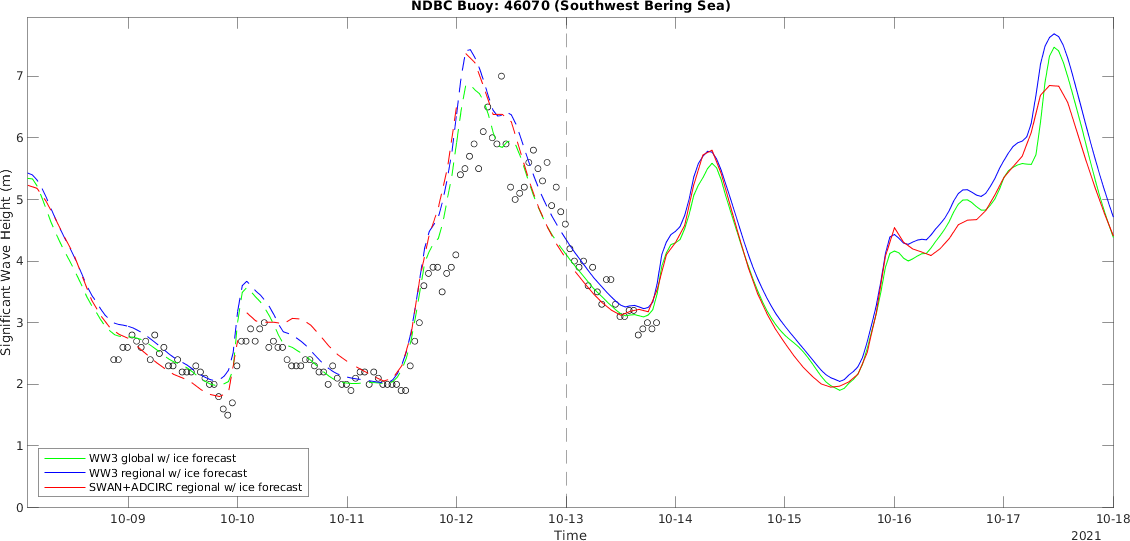 NDBC Buoy: 46070 (Southwest Bering Sea)
Significant Wave Height (m)
7
6
5
4
3
2
1
0
WW3 global w/ ice forecast
WW3 regional w/ ice forecast
SWAN+ADCIRC regional w/ ice forecast
10-09 10-10 10-11 10-12 10-13 10-14 10-15 10-16 10-17 10-18
Time
2021